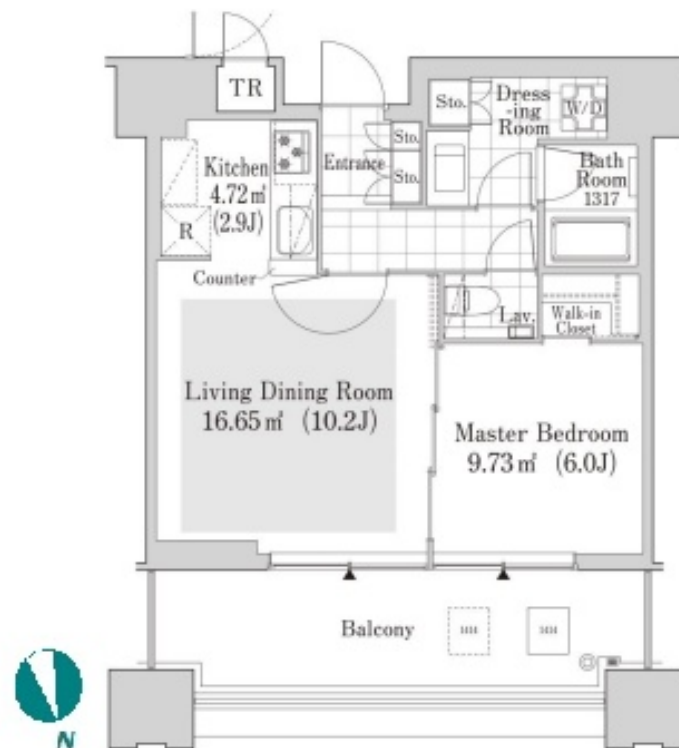 TR
Sto.
Dress
-ing
Room
W/D
Kitchen
4.72㎡
(2.9J)
Entrance
Sto.
Sto.
Bath
Room
1317
R
Counter
Lav.
Walk-in
Closet
Living Dining Room
16.65㎡ (10.2J)
Master Bedroom
9.73㎡ (6.0J)
Balcony
N